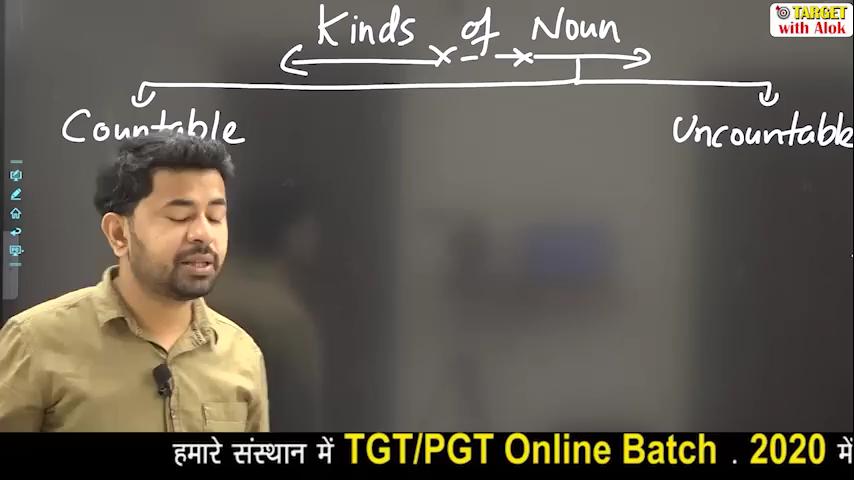 TARGET
with Alok
Kinds of Noun
Countable
Uncountable
हमारे संस्थान में TGT/PGT Online Batch . 2020 में